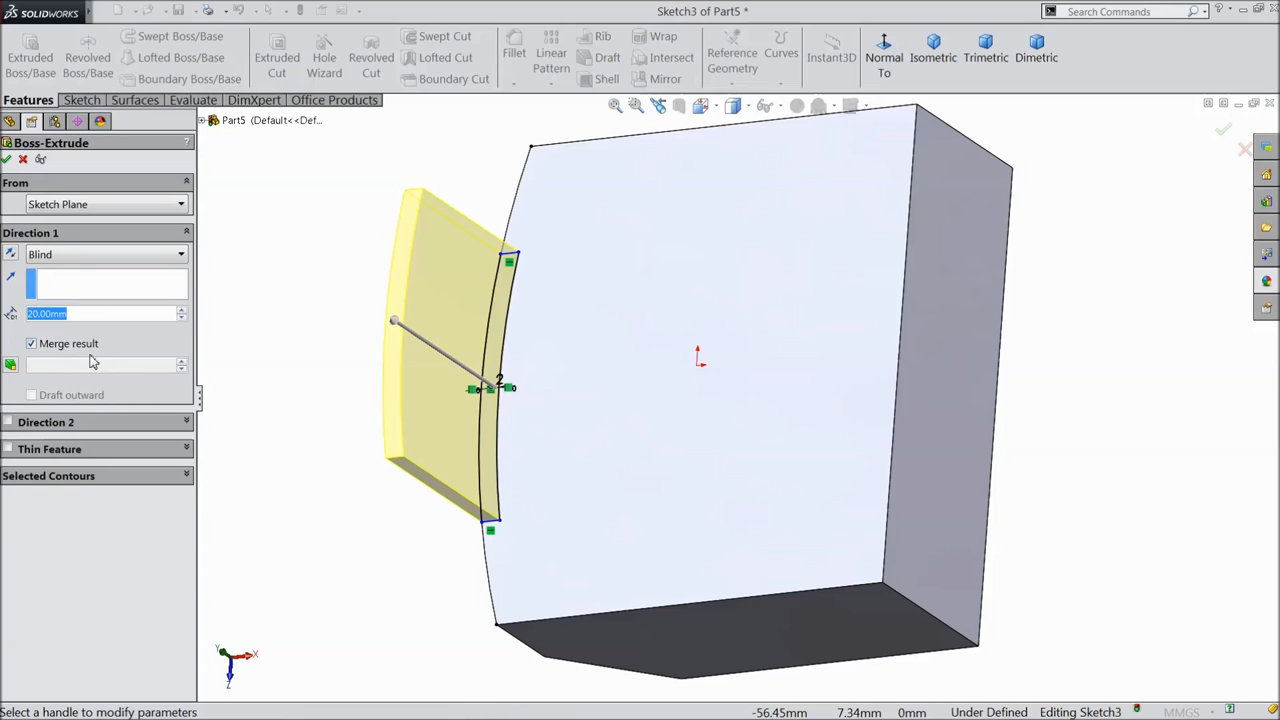 SOLIDWORKS
Sketch3 of Part5 *
Search Commands
Extruded Boss/Base
Revolved Boss/Base
Swept Boss/Base
Lofted Boss/Base
Boundary Boss/Base
Extruded Cut
Hole Wizard
Revolved Cut
Swept Cut
Lofted Cut
Boundary Cut
Fillet
Linear Pattern
Rib
Draft
Shell
Wrap
Intersect
Mirror
Reference Geometry
Curves
Instant3D
Normal To
Isometric
Trimetric
Dimetric
Features Sketch Surfaces Evaluate DimXpert Office Products
Part5 (Default<<Def...
Boss-Extrude ?
From
Sketch Plane
Direction 1
Blind
20.00mm
Merge result
Draft outward
Direction 2
Thin Feature
Selected Contours
2
Y X
Z
Select a handle to modify parameters -56.45mm 7.34mm 0mm Under Defined Editing Sketch3 MMGS